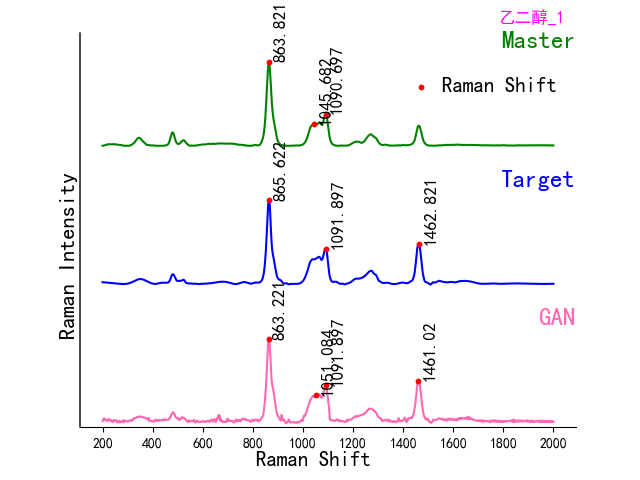 乙二醇_1
Master
863.821
1045.682
1090.697
Raman Shift
Target
865.622
1091.897
1462.821
GAN
863.221
1051.084
1091.897
1461.02
Raman Intensity
200 400 600 800 1000 1200 1400 1600 1800 2000
Raman Shift